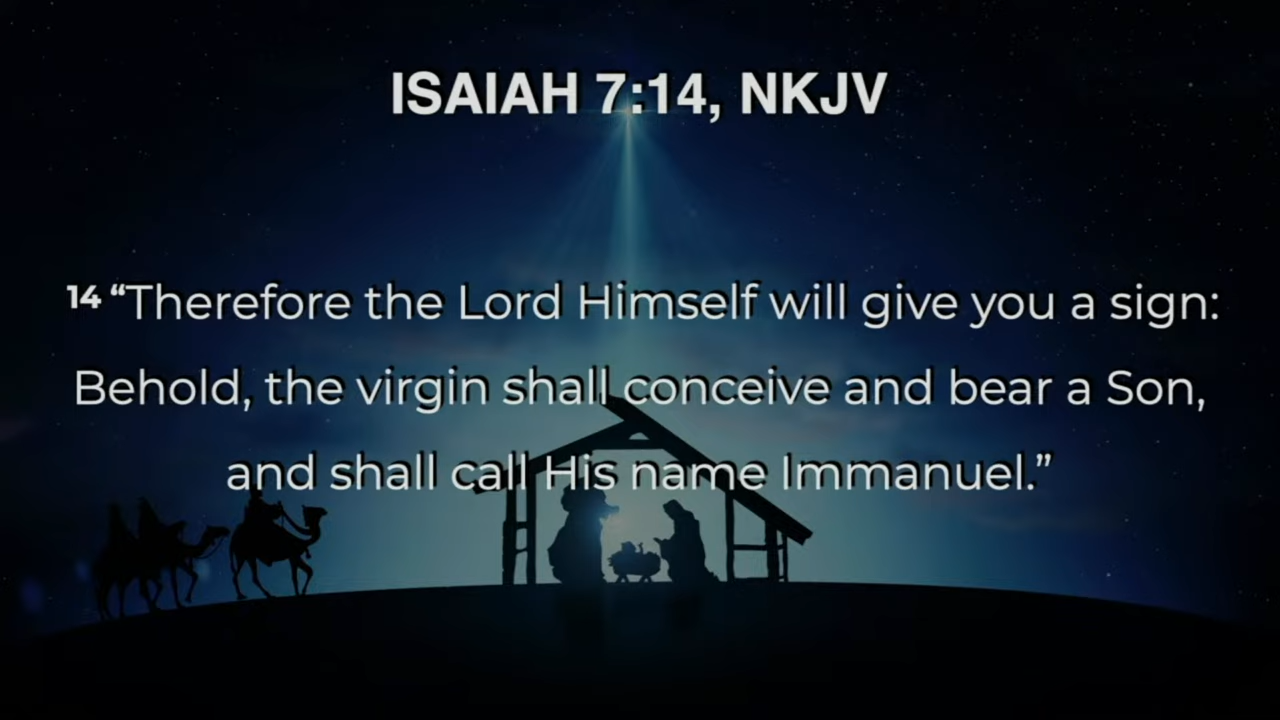 ISAIAH 7:14, NKJV
14 “Therefore the Lord Himself will give you a sign:
Behold, the virgin shall conceive and bear a Son,
and shall call His name Immanuel.”